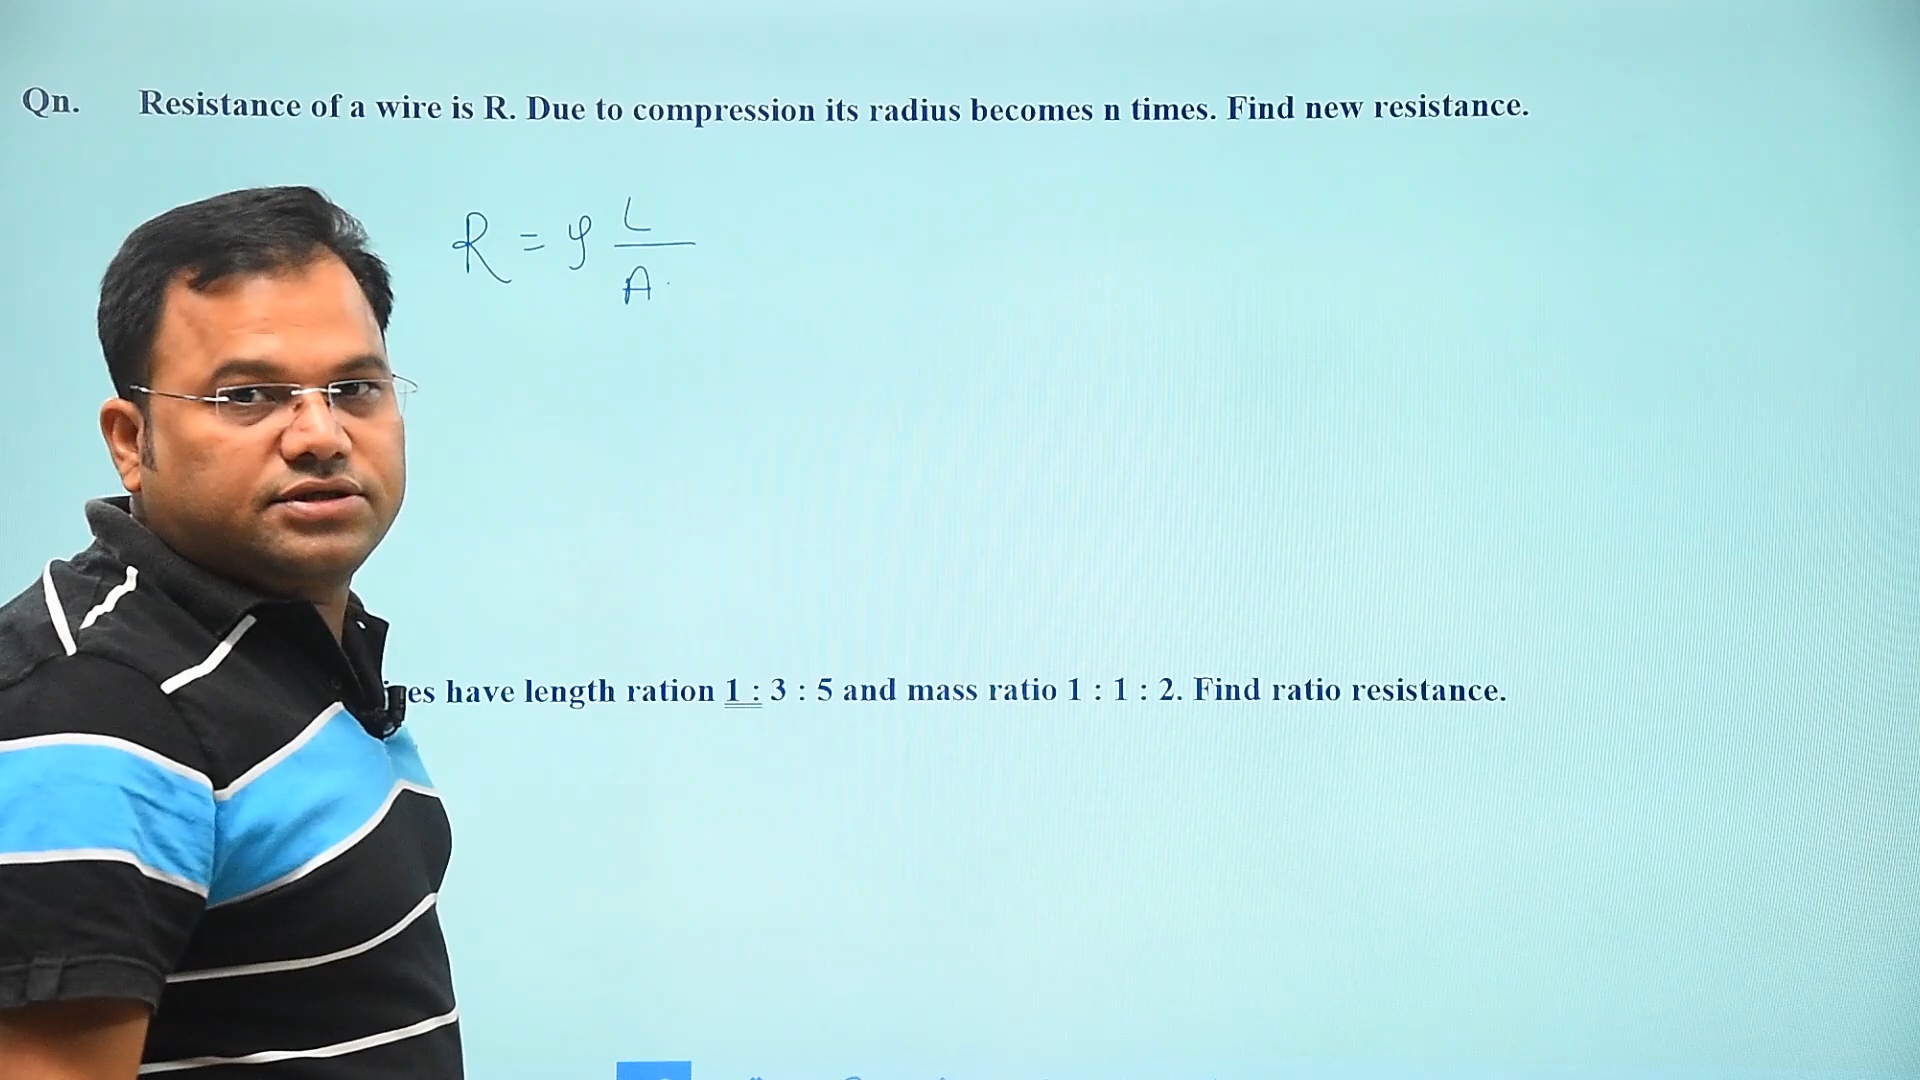 Qn. Resistance of a wire is R. Due to compression its radius becomes n times. Find new resistance.
R = ρ L
A.
have length ration 1 : 3 : 5 and mass ratio 1 : 1 : 2. Find ratio resistance.